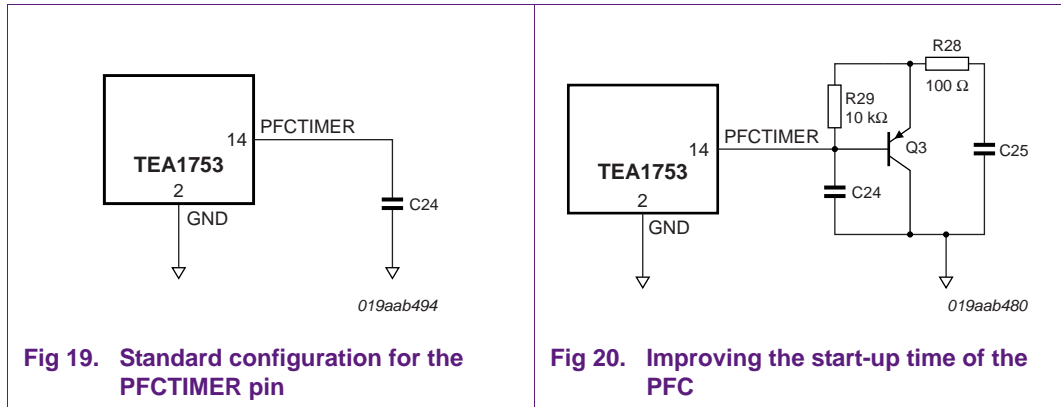 14
PFCTIMER
TEA1753
2
GND
C24
019aab494
Fig 19. Standard configuration for the
PFCTIMER pin
R28
100 Ω
R29
10 kΩ
PFCTIMER
14
Q3
C25
TEA1753
C24
2
GND
019aab480
Fig 20. Improving the start-up time of the
PFC